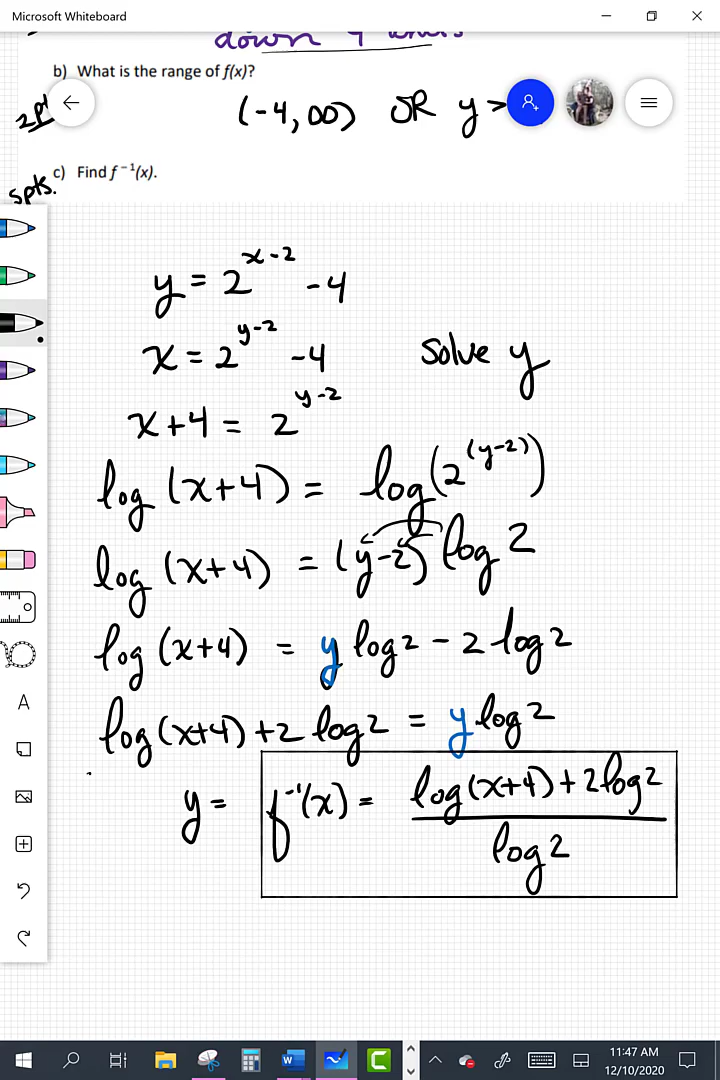 Microsoft Whiteboard
down 4 units
b) What is the range of f(x)?
(-4, ∞) OR y >
c) Find f⁻¹(x).
5pts.
y = 2^(x-2) - 4
x = 2^(y-2) - 4 solve y
x+4 = 2^(y-2)
log (x+4) = log(2^(y-2))
log (x+4) = (y-2) log 2
log (x+4) = y log 2 - 2 log 2
log (x+4) + 2 log 2 = y log 2
y = f⁻¹(x) = (log(x+4) + 2 log 2) / log 2
11:47 AM
12/10/2020